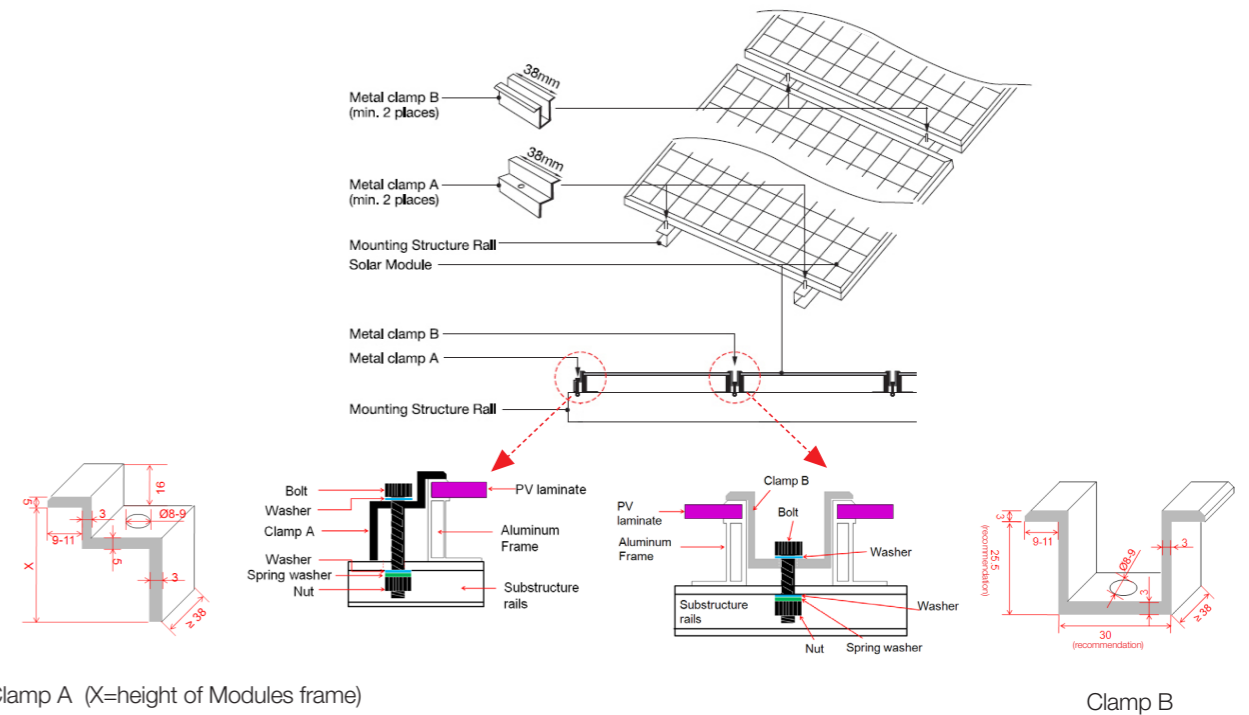 38mm
Metal clamp B
(min. 2 places)
38mm
Metal clamp A
(min. 2 places)
Mounting Structure Rall
Solar Module
Metal clamp B
Metal clamp A
Mounting Structure Rall
16
5
3
Ø8-9
9-11
5
X
3
≥38
Bolt
Washer
Clamp A
Washer
Spring washer
Nut
PV laminate
Aluminum
Frame
Substructure
rails
PV
laminate
Aluminum
Frame
Clamp B
Bolt
Washer
Substructure
rails
Washer
Nut
Spring washer
3
9-11
25.5
(recommendation)
3
Ø8-9
3
≥38
30
(recommendation)
Clamp A (X=height of Modules frame)
Clamp B